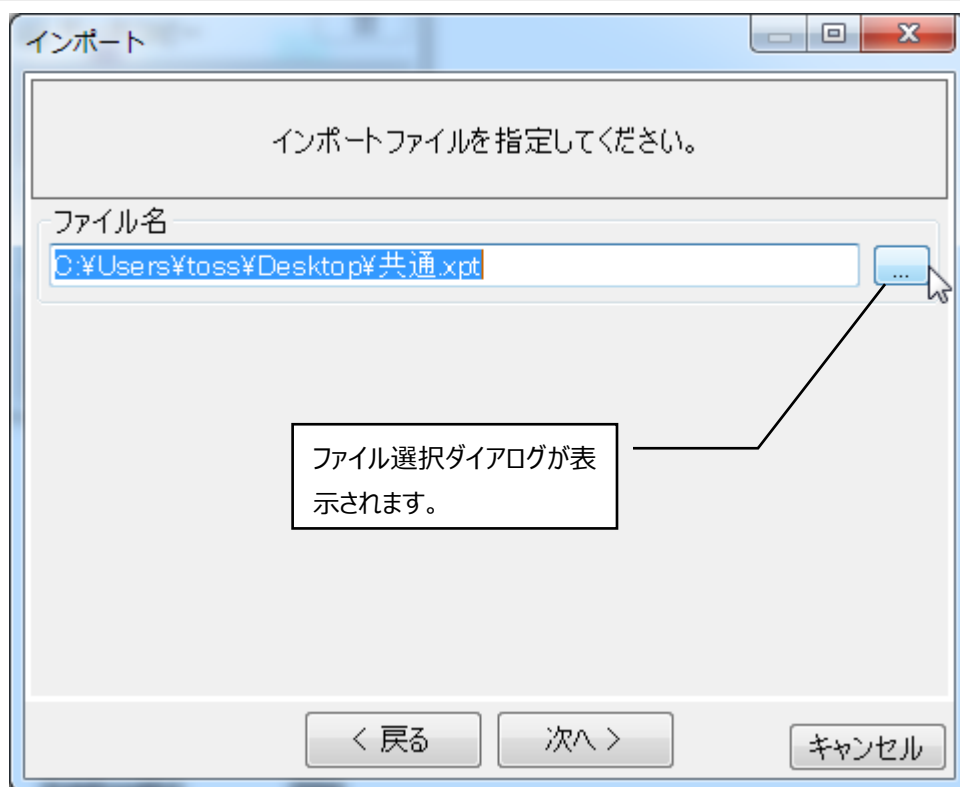 インポート
インポートファイルを指定してください。
ファイル名
C:¥Users¥toss¥Desktop¥共通.xpt
...
ファイル選択ダイアログが表
示されます。
< 戻る
次へ >
キャンセル